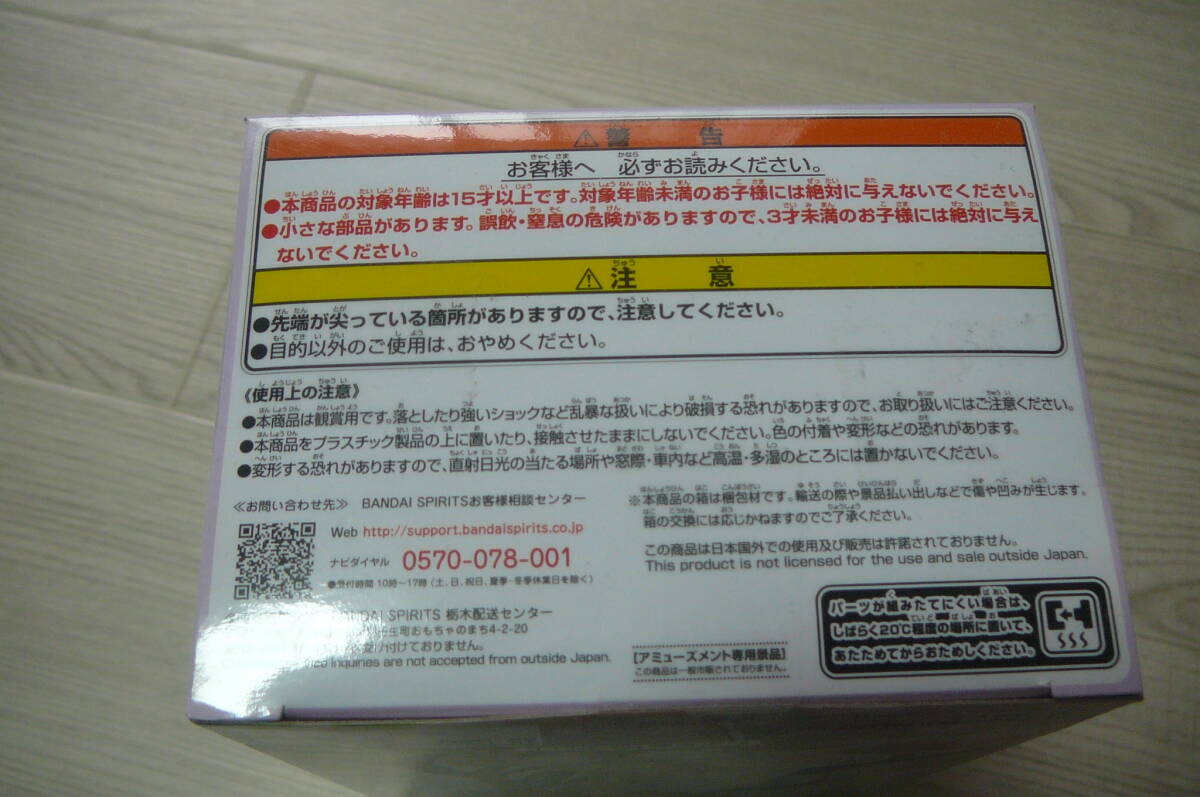 ⚠警 告
お客様へ 必ずお読みください。
●本商品の対象年齢は15才以上です。対象年齢未満のお子様には絶対に与えないでください。
●小さな部品があります。誤飲・窒息の危険がありますので、3才未満のお子様には絶対に与え
ないでください。
⚠注 意
●先端が尖っている箇所がありますので、注意してください。
●目的以外のご使用は、おやめください。
《使用上の注意》
●本商品は観賞用です。落としたり強いショックなど乱暴な扱いにより破損する恐れがありますので、お取り扱いにはご注意ください。
●本商品をプラスチック製品の上に置いたり、接触させたままにしないでください。色の付着や変形などの恐れがあります。
●変形する恐れがありますので、直射日光の当たる場所や窓際・車内など高温・多湿のところには置かないでください。
≪お問い合わせ先≫ BANDAI SPIRITSお客様相談センター
Web http://support.bandaispirits.co.jp
ナビダイヤル 0570-078-001
●受付時間 10時~17時 (土、日、祝日、夏季・冬季休業日を除く)
BANDAI SPIRITS 栃木配送センター
生町おもちゃのまち4-2-20
付けておりません。
inquiries are not accepted from outside Japan.
※本商品の箱は梱包材です。輸送の際や景品払い出しなどで傷や凹みが生じます。
箱の交換には応じかねますのでご了承ください。
この商品は日本国外での使用及び販売は許諾されておりません。
This product is not licensed for the use and sale outside Japan.
[アミューズメント専用景品]
この商品は一般市販されておりません。
パーツが組みたてにくい場合は、
しばらく20℃程度の場所に置いて、
あたためてからおためしください。